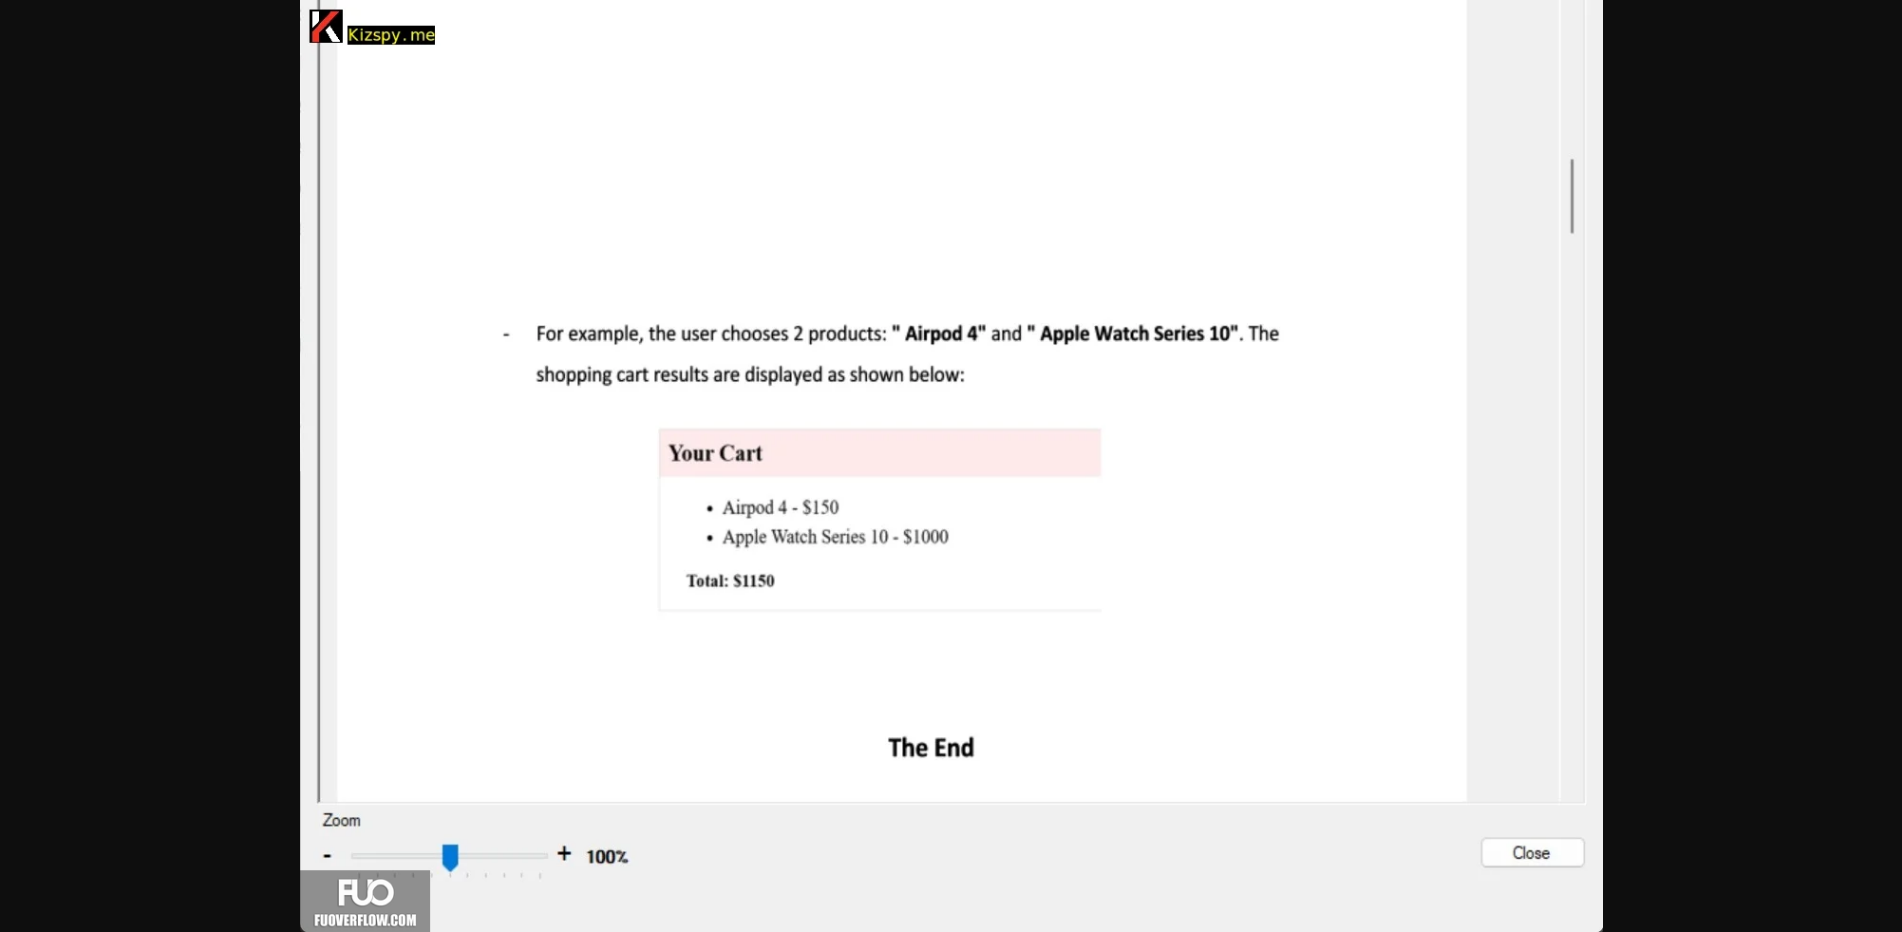 Kizspy.me
- For example, the user chooses 2 products: " Airpod 4" and " Apple Watch Series 10". The
shopping cart results are displayed as shown below:
Your Cart
• Airpod 4 - $150
• Apple Watch Series 10 - $1000
Total: $1150
The End
Zoom
- + 100%
Close
FUO
FUOVERFLOW.COM